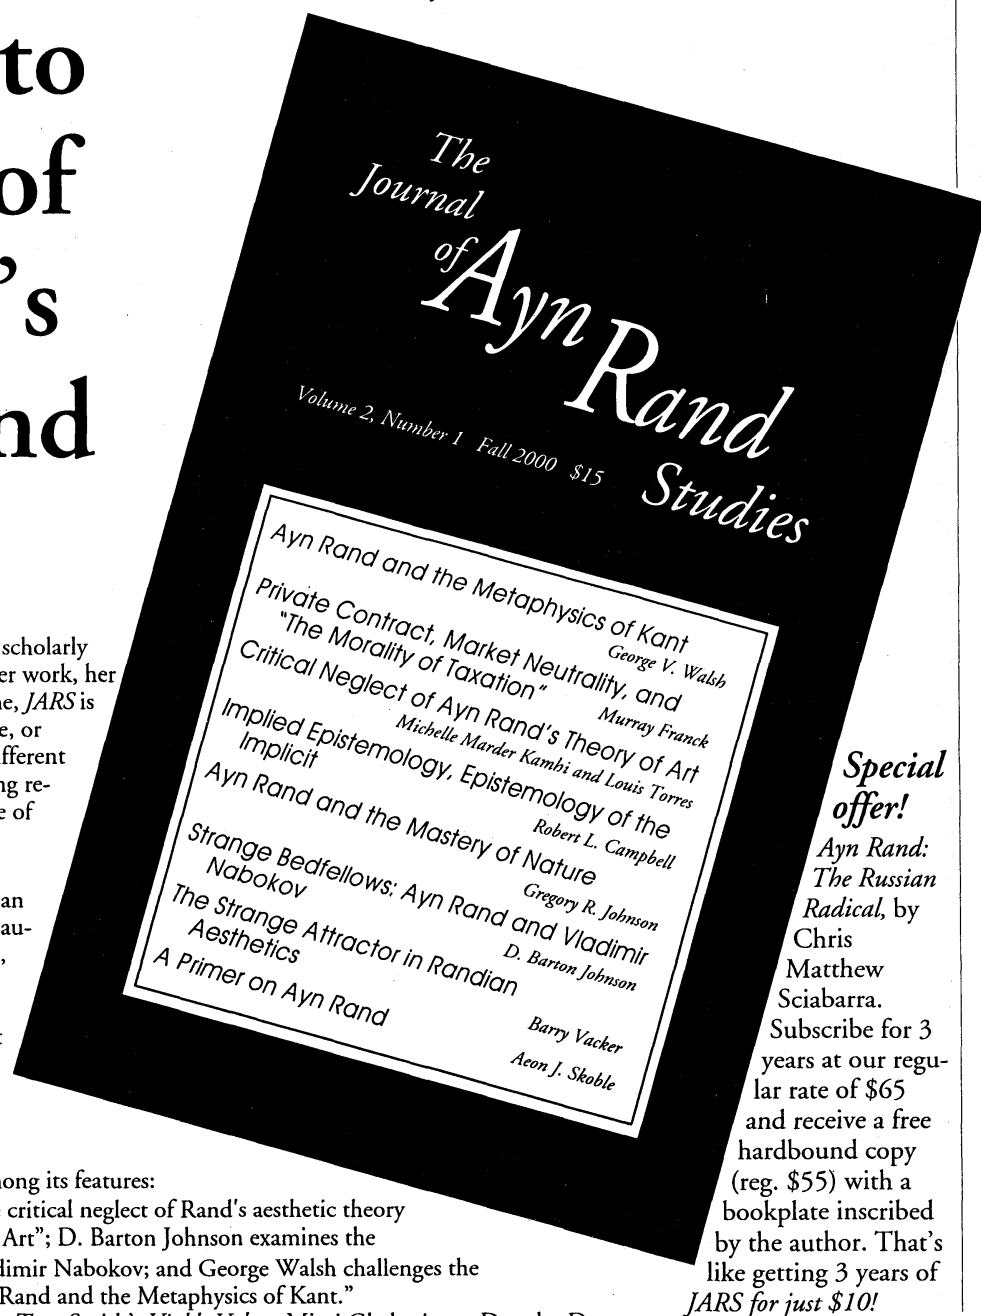 to
of
's
nd
The
Journal
of Ayn Rand
Studies
Volume 2, Number 1 Fall 2000 $15
Ayn Rand and the Metaphysics of Kant
George V. Walsh
Private Contract, Market Neutrality, and
"The Morality of Taxation"
Murray Franck
Critical Neglect of Ayn Rand's Theory of Art
Michelle Marder Kamhi and Louis Torres
Implied Epistemology, Epistemology of the
Implicit
Robert L. Campbell
Ayn Rand and the Mastery of Nature
Gregory R. Johnson
Strange Bedfellows: Ayn Rand and Vladimir
Nabokov
D. Barton Johnson
The Strange Attractor in Randian
Aesthetics
Barry Vacker
A Primer on Ayn Rand
Aeon J. Skoble
scholarly
er work, her
ne, JARS is
e, or
fferent
ng re-
e of
an
au-
,
Special
offer!
Ayn Rand:
The Russian
Radical, by
Chris
Matthew
Sciabarra.
Subscribe for 3
years at our regu-
lar rate of $65
and receive a free
hardbound copy
(reg. $55) with a
bookplate inscribed
by the author. That's
like getting 3 years of
JARS for just $10!
ong its features:
critical neglect of Rand's aesthetic theory
Art"; D. Barton Johnson examines the
dimir Nabokov; and George Walsh challenges the
Rand and the Metaphysics of Kant."